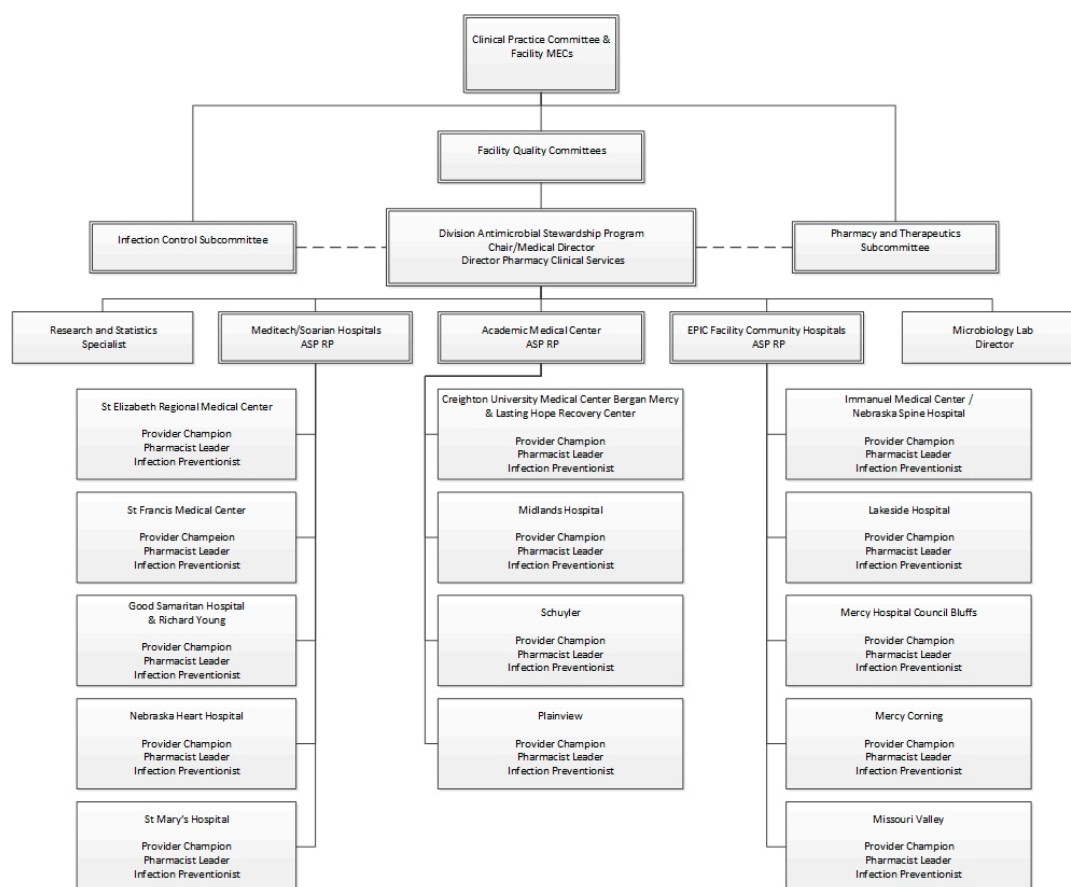 Clinical Practice Committee &
Facility MECs
Facility Quality Committees
Infection Control Subcommittee
Division Antimicrobial Stewardship Program
Chair/Medical Director
Director Pharmacy Clinical Services
Pharmacy and Therapeutics
Subcommittee
Research and Statistics
Specialist
Meditech/Soarian Hospitals
ASP RP
Academic Medical Center
ASP RP
EPIC Facility Community Hospitals
ASP RP
Microbiology Lab
Director
St Elizabeth Regional Medical Center
Provider Champion
Pharmacist Leader
Infection Preventionist
Creighton University Medical Center Bergan Mercy
& Lasting Hope Recovery Center
Provider Champion
Pharmacist Leader
Infection Preventionist
Immanuel Medical Center /
Nebraska Spine Hospital
Provider Champion
Pharmacist Leader
Infection Preventionist
St Francis Medical Center
Provider Champeion
Pharmacist Leader
Infection Preventionist
Midlands Hospital
Provider Champion
Pharmacist Leader
Infection Preventionist
Lakeside Hospital
Provider Champion
Pharmacist Leader
Infection Preventionist
Good Samaritan Hospital
& Richard Young
Provider Champion
Pharmacist Leader
Infection Preventionist
Schuyler
Provider Champion
Pharmacist Leader
Infection Preventionist
Mercy Hospital Council Bluffs
Provider Champion
Pharmacist Leader
Infection Preventionist
Nebraska Heart Hospital
Provider Champion
Pharmacist Leader
Infection Preventionist
Plainview
Provider Champion
Pharmacist Leader
Infection Preventionist
Mercy Corning
Provider Champion
Pharmacist Leader
Infection Preventionist
St Mary's Hospital
Provider Champion
Pharmacist Leader
Infection Preventionist
Missouri Valley
Provider Champion
Pharmacist Leader
Infection Preventionist